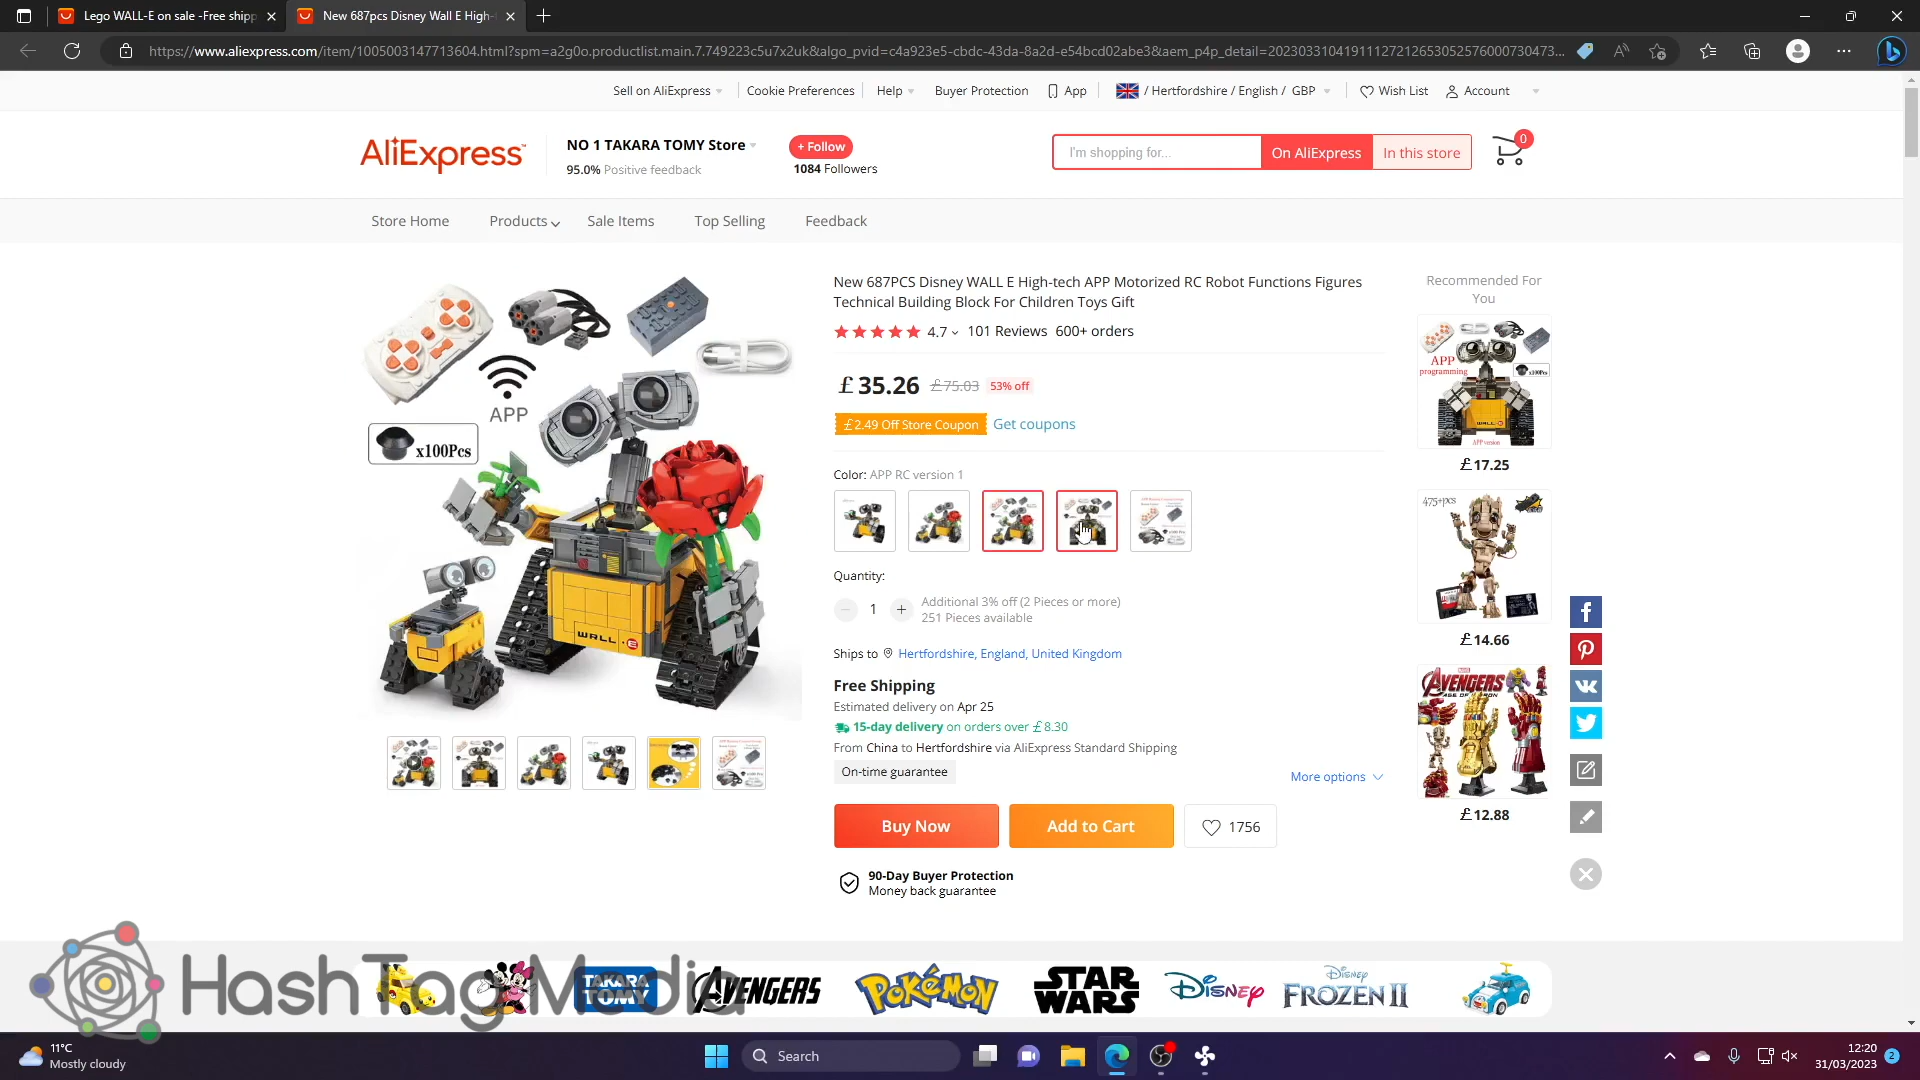 Lego WALL-E on sale -Free shipp
New 687pcs Disney Wall E High-
https://www.aliexpress.com/item/1005003147713604.html?spm=a2g0o.productlist.main.7.749223c5u7x2uk&algo_pvid=c4a923e5-cbdc-43da-8a2d-e54bcd02abe3&aem_p4p_detail=202303310419111272126530525760007​30473...
Sell on AliExpress
Cookie Preferences
Help
Buyer Protection
App
/ Hertfordshire / English / GBP
Wish List
Account
AliExpress
NO 1 TAKARA TOMY Store
95.0% Positive feedback
+ Follow
1084 Followers
I'm shopping for...
On AliExpress
In this store
0
Store Home
Products
Sale Items
Top Selling
Feedback
New 687PCS Disney WALL E High-tech APP Motorized RC Robot Functions Figures
Technical Building Block For Children Toys Gift
4.7
101 Reviews
600+ orders
£35.26
£75.03
53% off
£2.49 Off Store Coupon
Get coupons
APP
x100Pcs
WALL·E
Color: APP RC version 1
Quantity:
1
Additional 3% off (2 Pieces or more)
251 Pieces available
Ships to Hertfordshire, England, United Kingdom
Free Shipping
Estimated delivery on Apr 25
15-day delivery on orders over £8.30
From China to Hertfordshire via AliExpress Standard Shipping
On-time guarantee
More options
Buy Now
Add to Cart
1756
90-Day Buyer Protection
Money back guarantee
Recommended For
You
APP
programming
x100Pcs
WALL·E
APP version
£17.25
475+pcs
£14.66
MARVEL
AVENGERS
£12.88
HashTagMedia
TAKARA
TOMY
AVENGERS
POKÉMON
STAR
WARS
Disney
Disney
FROZEN II
11°C
Mostly cloudy
Search
12:20
31/03/2023
2